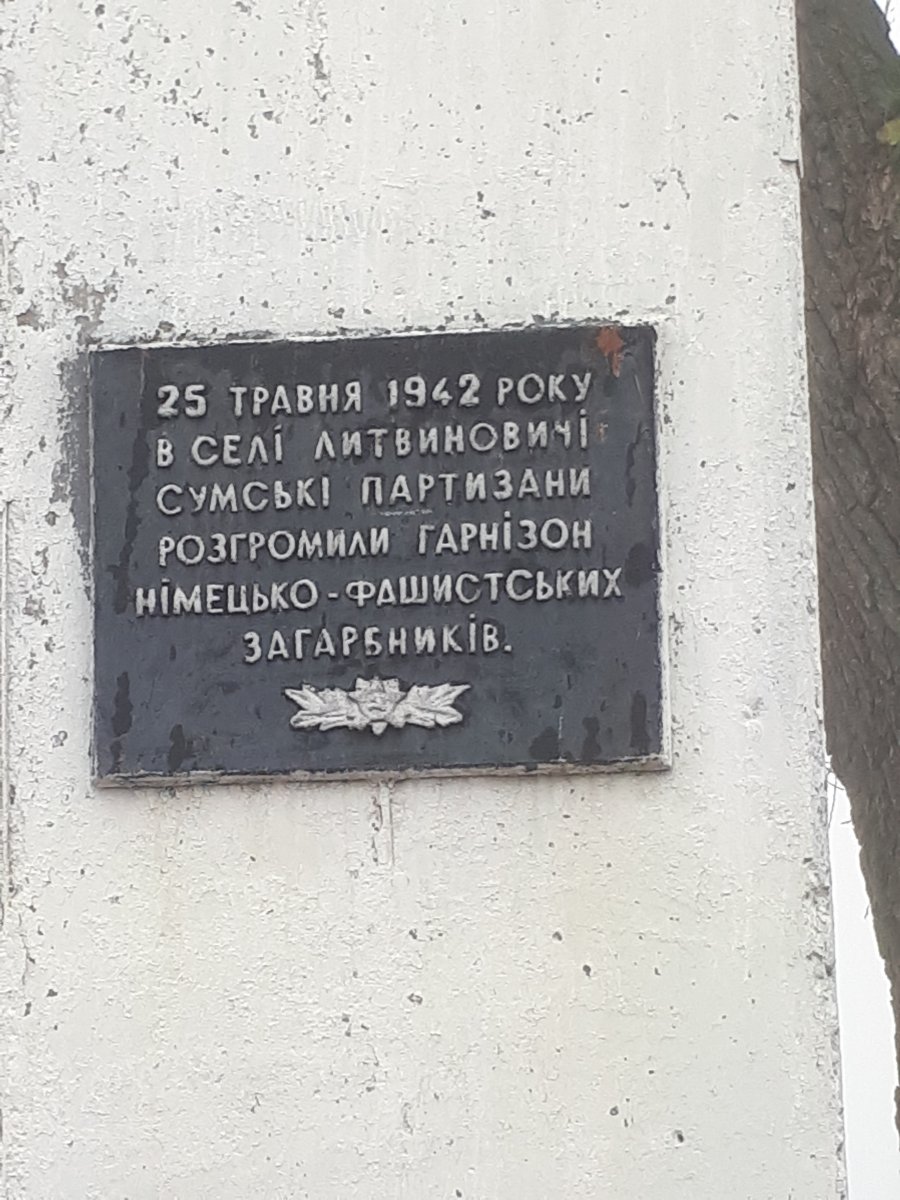 25 ТРАВНЯ 1942 РОКУ
В СЕЛІ ЛИТВИНОВИЧІ
СУМСЬКІ ПАРТИЗАНИ
РОЗГРОМИЛИ ГАРНІЗОН
НІМЕЦЬКО-ФАШИСТСЬКИХ
ЗАГАРБНИКІВ.